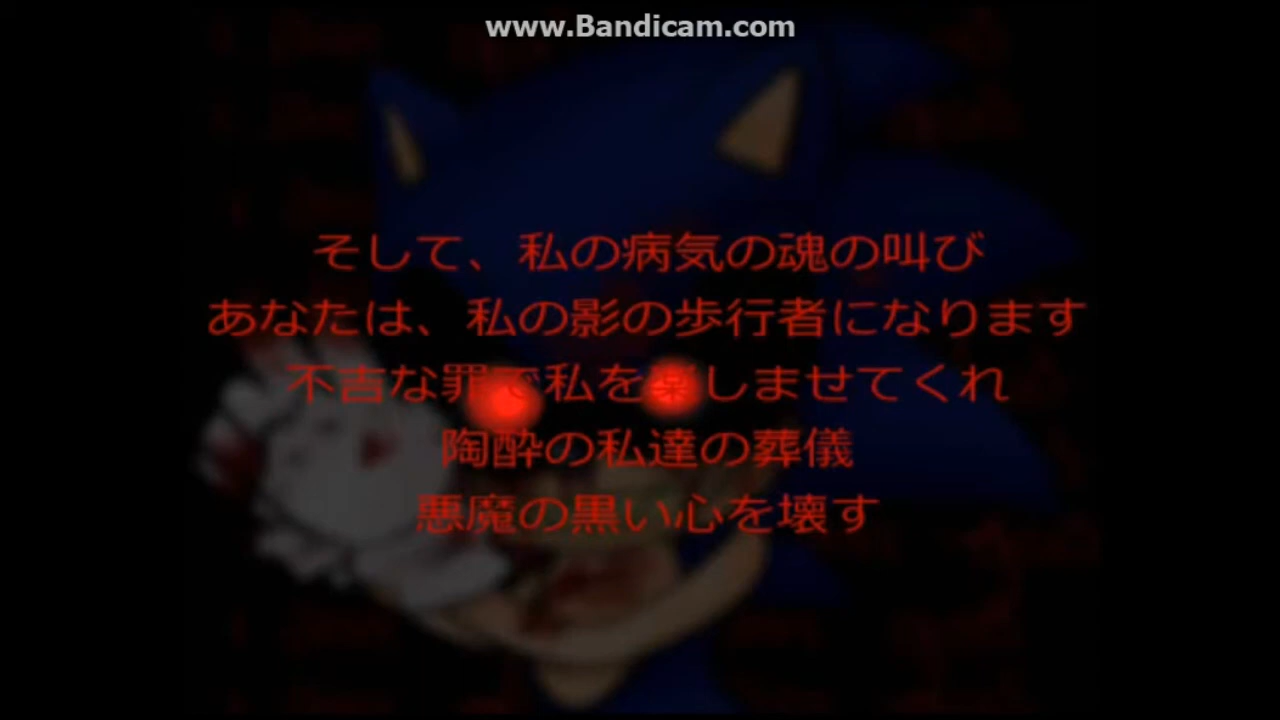 www.Bandicam.com
そして、私の病気の魂の叫び
あなたは、私の影の歩行者になります
不吉な罪で私を楽しませてくれ
陶酔の私達の葬儀
悪魔の黒い心を壊す